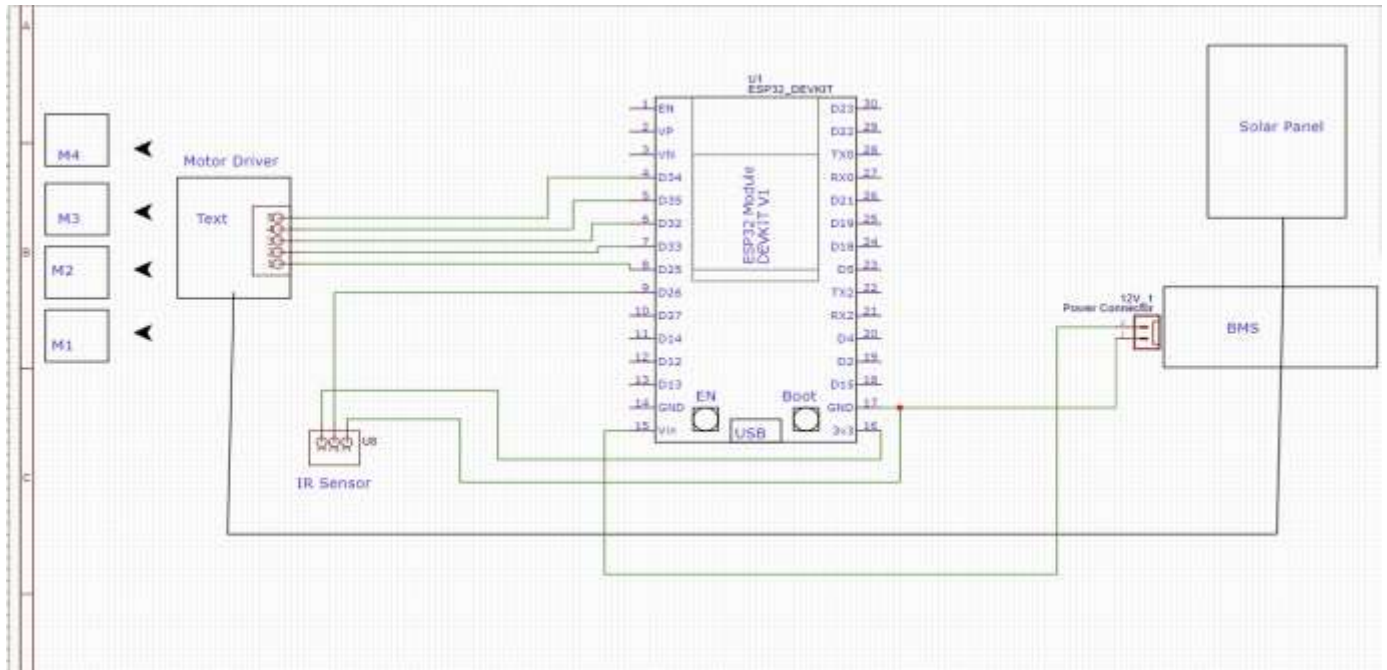 A
B
C
M4
M3
M2
M1
Motor Driver
Text
IR Sensor
U8
U1
ESP32_DEVKIT
ESP32 Module
DEVKIT V1
1 EN
2 VP
3 VN
4 D34
5 D35
6 D32
7 D33
8 D25
9 D26
10 D27
11 D14
12 D12
13 D13
14 GND
15 Vin
D23 30
D22 29
TX0 28
RX0 27
D21 26
D19 25
D18 24
D5 23
TX2 22
RX2 21
D4 20
D2 19
D15 18
GND 17
3v3 16
EN
Boot
USB
Solar Panel
12V_1
Power Connector
BMS